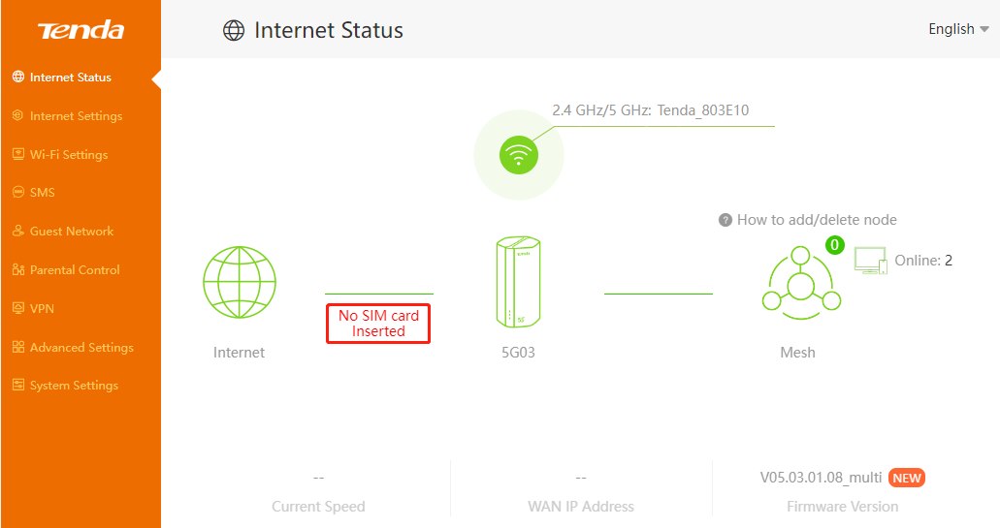 Tenda
Internet Status
English
Internet Status
Internet Settings
Wi-Fi Settings
SMS
Guest Network
Parental Control
VPN
Advanced Settings
System Settings
2.4 GHz/5 GHz: Tenda_803E10
? How to add/delete node
0
Online: 2
Tenda
5G
No SIM card
Inserted
Internet
5G03
Mesh
--
--
V05.03.01.08_multi NEW
Current Speed
WAN IP Address
Firmware Version